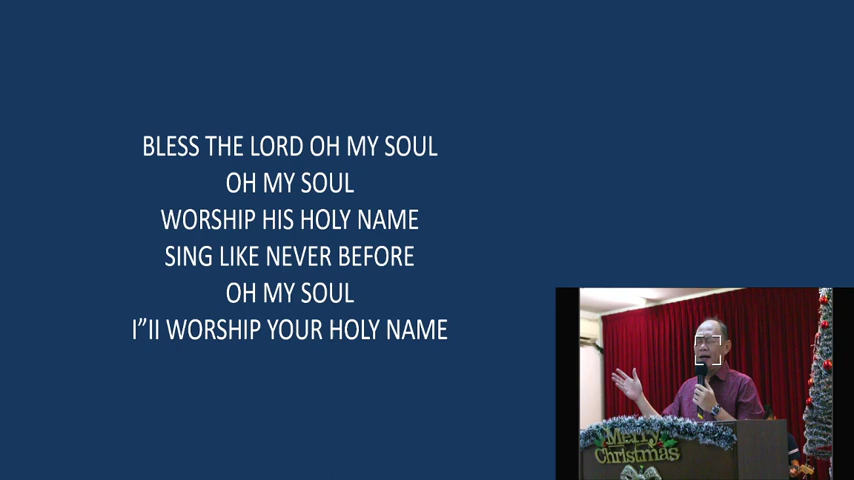 BLESS THE LORD OH MY SOUL
OH MY SOUL
WORSHIP HIS HOLY NAME
SING LIKE NEVER BEFORE
OH MY SOUL
I”II WORSHIP YOUR HOLY NAME
Merry
Christmas